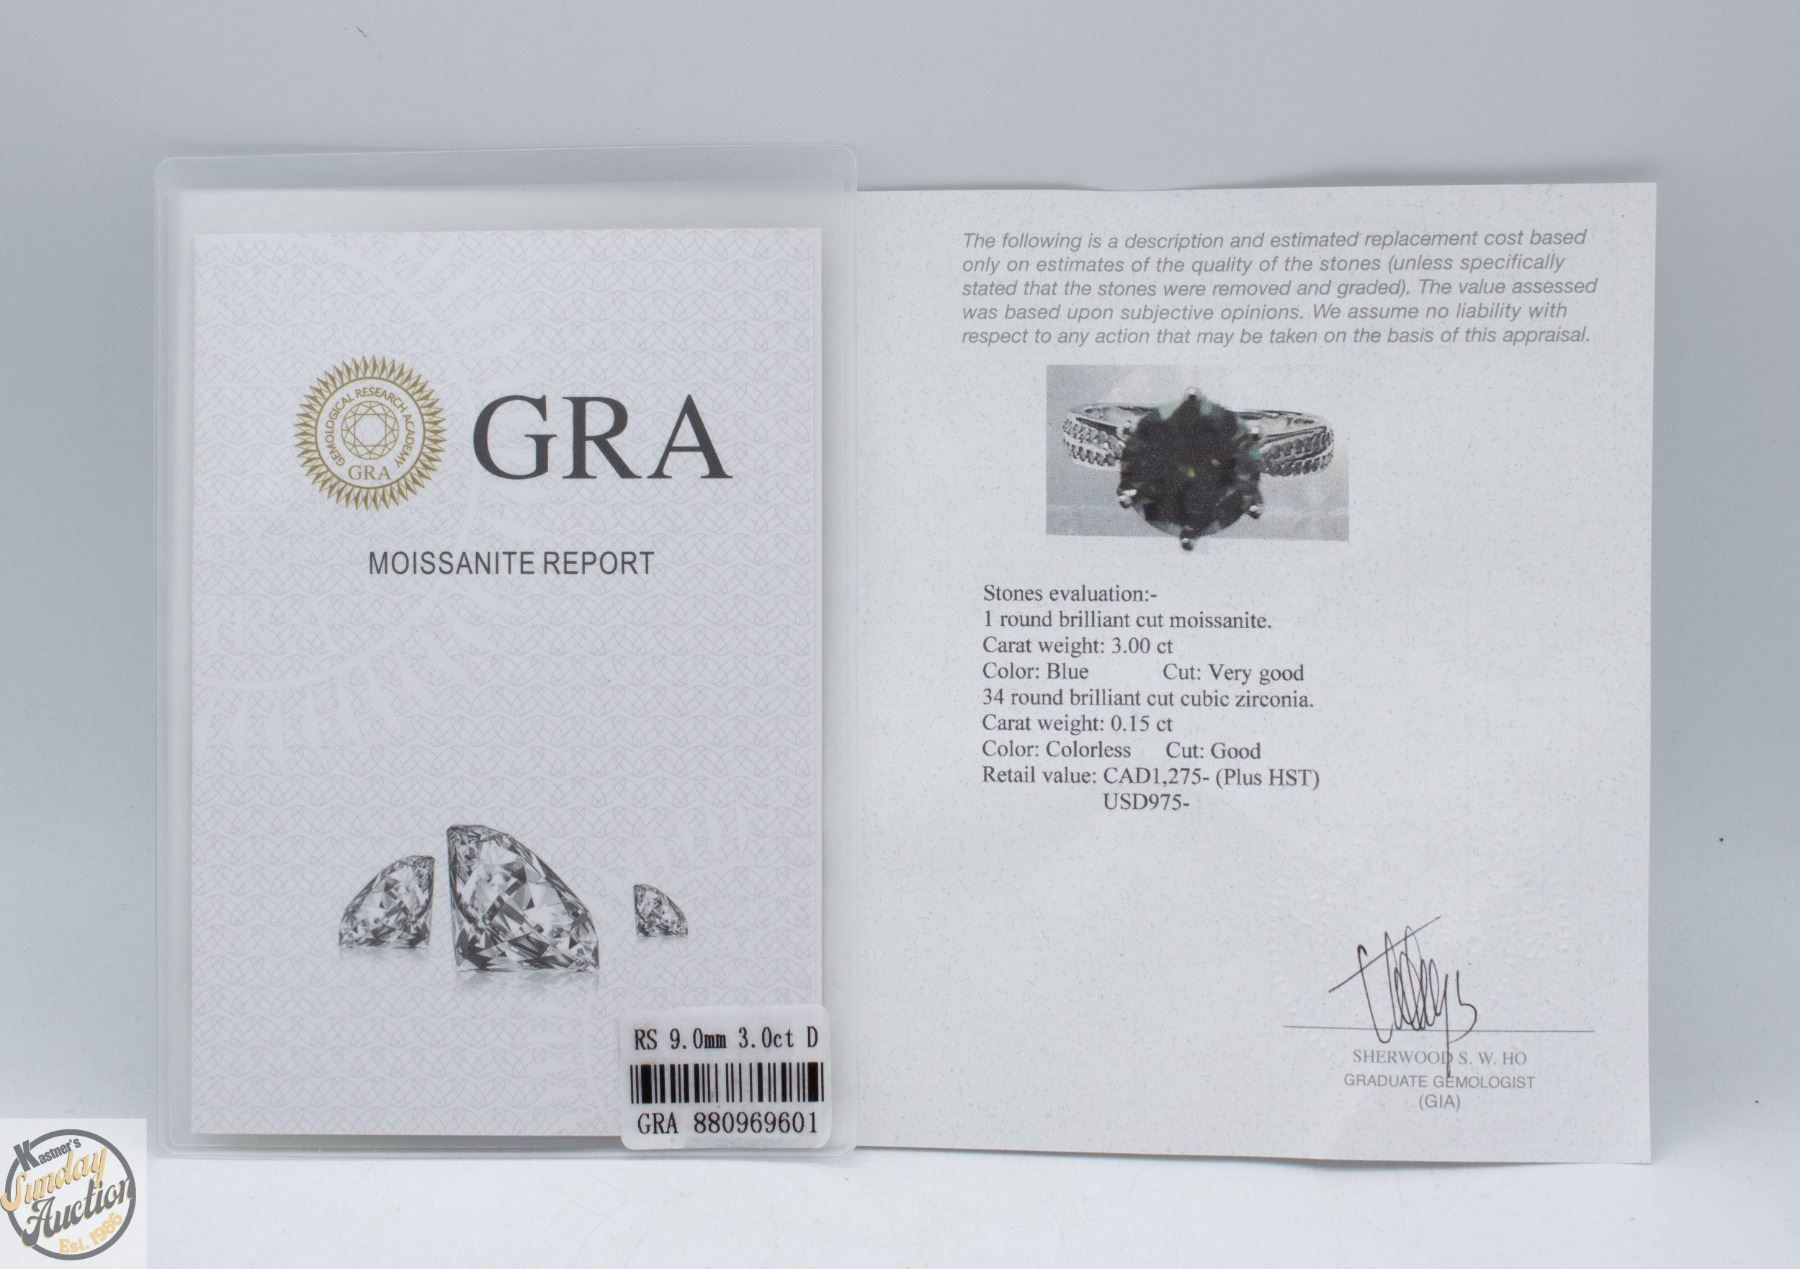 GEMOLOGICAL RESEARCH ACADEMY
GRA
GRA
MOISSANITE REPORT
RS 9.0mm 3.0ct D
GRA 880969601
The following is a description and estimated replacement cost based
only on estimates of the quality of the stones (unless specifically
stated that the stones were removed and graded). The value assessed
was based upon subjective opinions. We assume no liability with
respect to any action that may be taken on the basis of this appraisal.
Stones evaluation:-
1 round brilliant cut moissanite.
Carat weight: 3.00 ct
Color: Blue Cut: Very good
34 round brilliant cut cubic zirconia.
Carat weight: 0.15 ct
Color: Colorless Cut: Good
Retail value: CAD1,275- (Plus HST)
USD975-
SHERWOOD S. W. HO
GRADUATE GEMOLOGIST
(GIA)
Kastner's
Sunday
Auction
Est. 1986